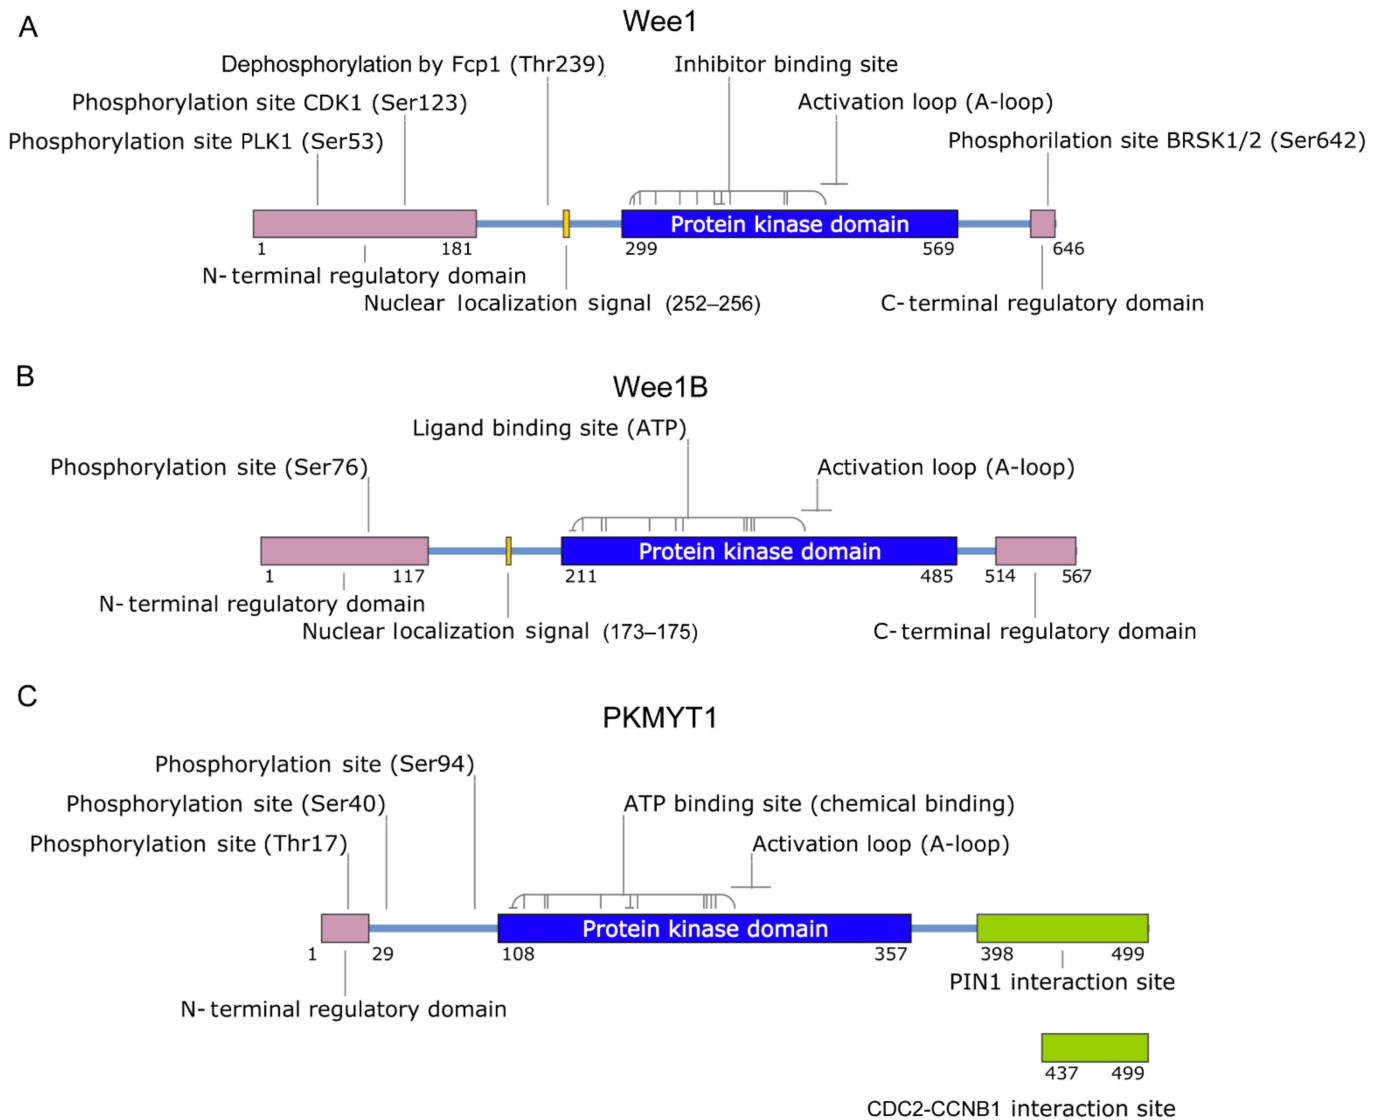 A
Wee1
Dephosphorylation by Fcp1 (Thr239)
Inhibitor binding site
Phosphorylation site CDK1 (Ser123)
Activation loop (A-loop)
Phosphorylation site PLK1 (Ser53)
Phosphorilation site BRSK1/2 (Ser642)
Protein kinase domain
1 181 299 569 646
N-terminal regulatory domain
Nuclear localization signal (252–256)
C-terminal regulatory domain
B
Wee1B
Ligand binding site (ATP)
Phosphorylation site (Ser76)
Activation loop (A-loop)
Protein kinase domain
1 117 211 485 514 567
N-terminal regulatory domain
Nuclear localization signal (173–175)
C-terminal regulatory domain
C
PKMYT1
Phosphorylation site (Ser94)
Phosphorylation site (Ser40)
ATP binding site (chemical binding)
Phosphorylation site (Thr17)
Activation loop (A-loop)
Protein kinase domain
1 29 108 357 398 499
PIN1 interaction site
N-terminal regulatory domain
437 499
CDC2-CCNB1 interaction site